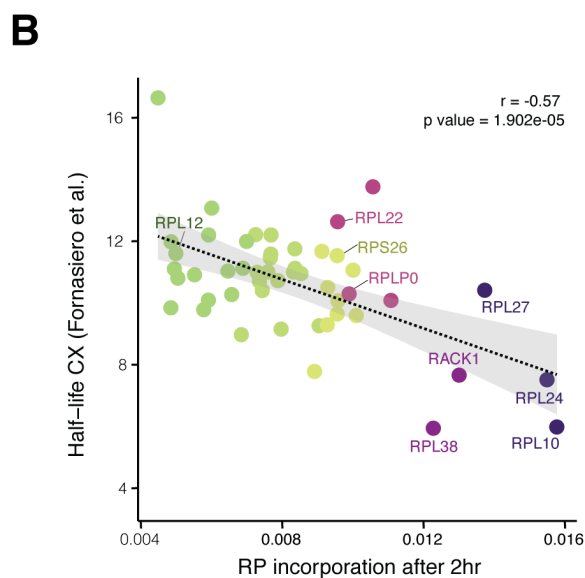 B
r = -0.57
p value = 1.902e-05
Half−life CX (Fornasiero et al.)
16
12
8
4
RPL12
RPL22
RPS26
RPLP0
RPL27
RACK1
RPL24
RPL38
RPL10
0.004
0.008
0.012
0.016
RP incorporation after 2hr